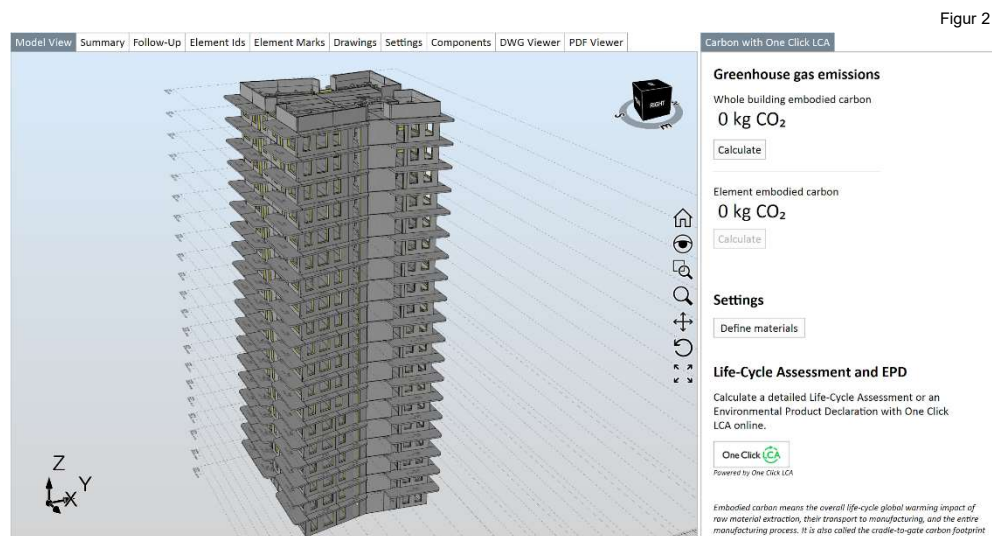 Figur 2
Model View Summary Follow-Up Element Ids Element Marks Drawings Settings Components DWG Viewer PDF Viewer
Carbon with One Click LCA
RIGHT
S
E
Z
Y
X
Greenhouse gas emissions
Whole building embodied carbon
0 kg CO₂
Calculate
Element embodied carbon
0 kg CO₂
Calculate
Settings
Define materials
Life-Cycle Assessment and EPD
Calculate a detailed Life-Cycle Assessment or an
Environmental Product Declaration with One Click
LCA online.
One Click LCA
Powered by One Click LCA
Embodied carbon means the overall life-cycle global warming impact of
raw material extraction, their transport to manufacturing, and the entire
manufacturing process. It is also called the cradle-to-gate carbon footprint